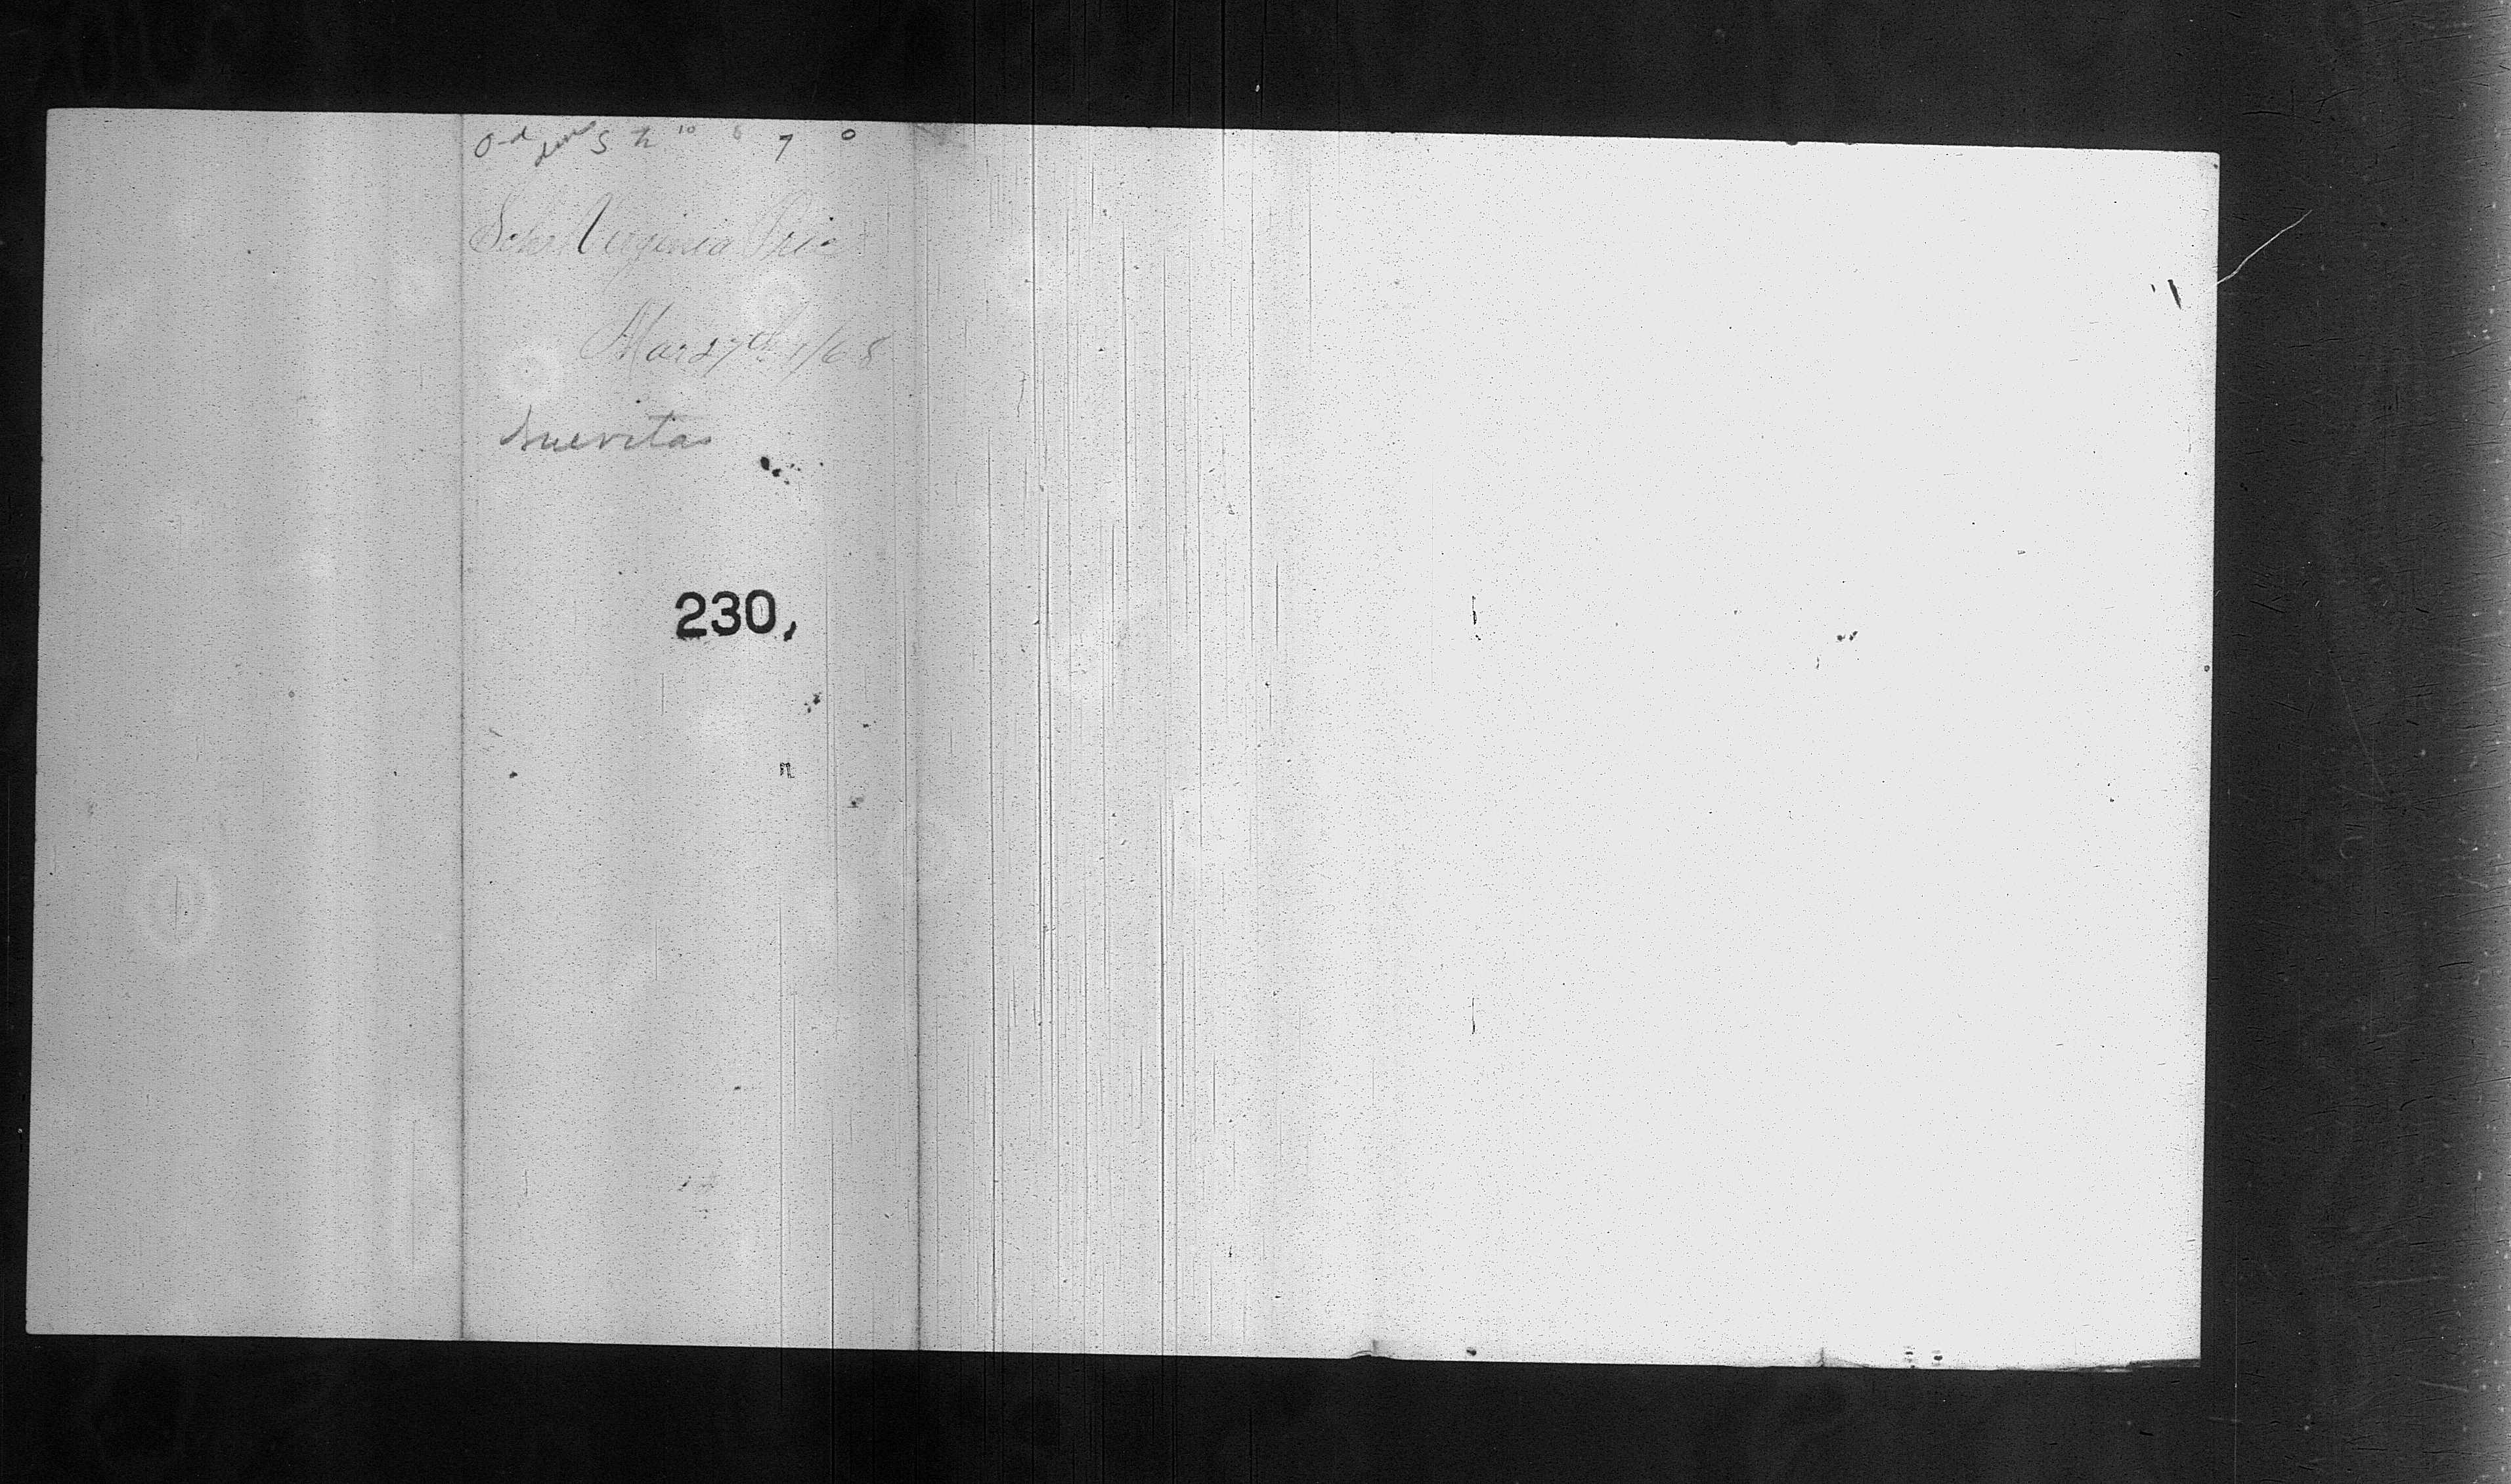 Schr Virginia Price
Mar 27th 1/68
Nuevitas
230,